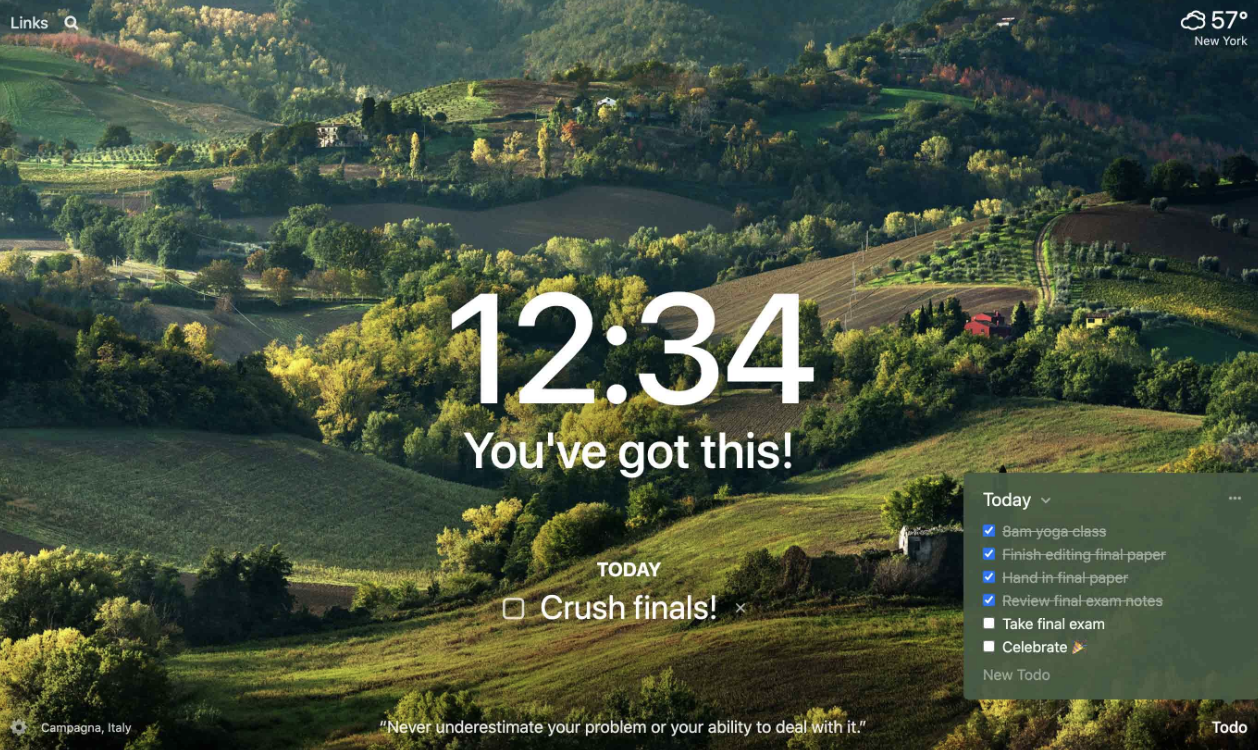 Links
57°
New York
12:34
You've got this!
TODAY
Crush finals!
Today
8am yoga class
Finish editing final paper
Hand in final paper
Review final exam notes
Take final exam
Celebrate 🎉
New Todo
Campagna, Italy
“Never underestimate your problem or your ability to deal with it.”
Todo